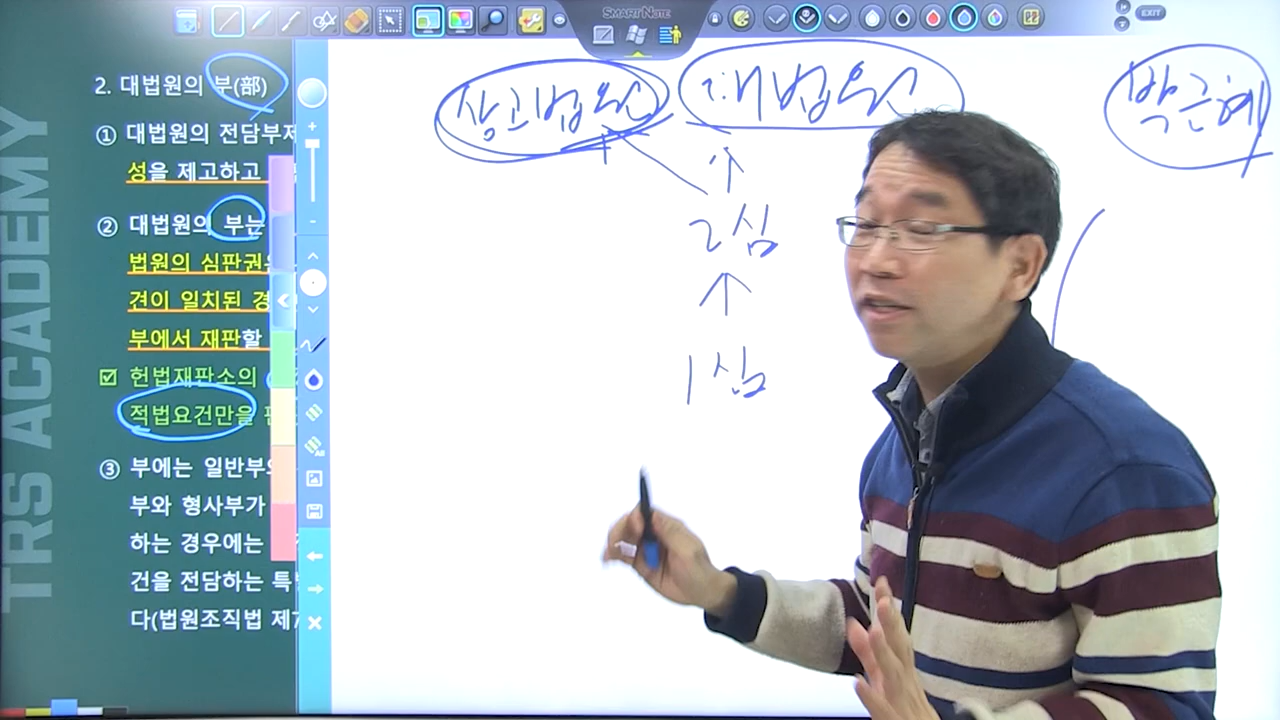 SMARTNOTE
EXIT
2. 대법원의 부(部)
① 대법원의 전담부제
성을 제고하고
② 대법원의 부는
법원의 심판권
견이 일치된 경
부에서 재판할
헌법재판소의
적법요건만을
③ 부에는 일반부와
부와 형사부가
하는 경우에는
건을 전담하는 특별
다(법원조직법 제7
TRS ACADEMY
상고법원 대법원 박근혜
2심
1심
All